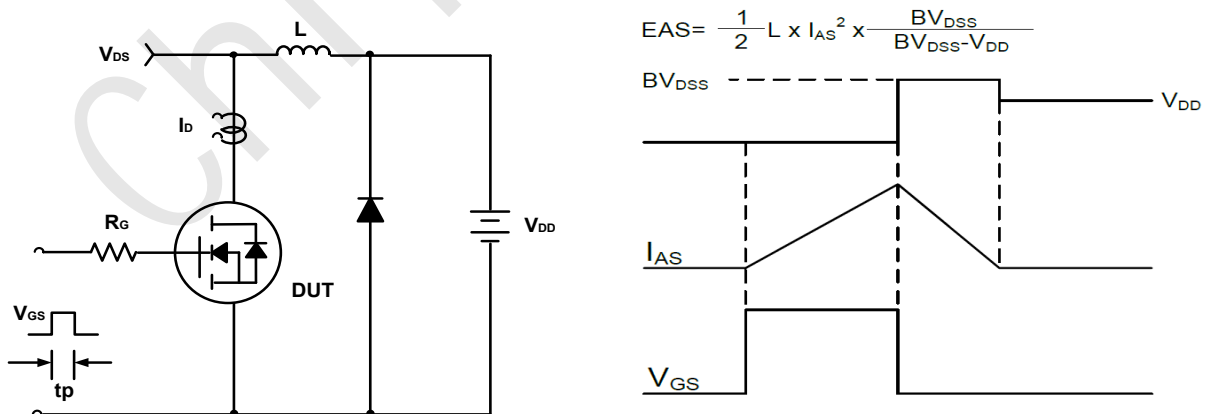 L
VDS
ID
RG
VDD
DUT
VGS
tp
EAS= 1/2 L x IAS² x BVDSS/BVDSS-VDD
BVDSS
VDD
IAS
VGS